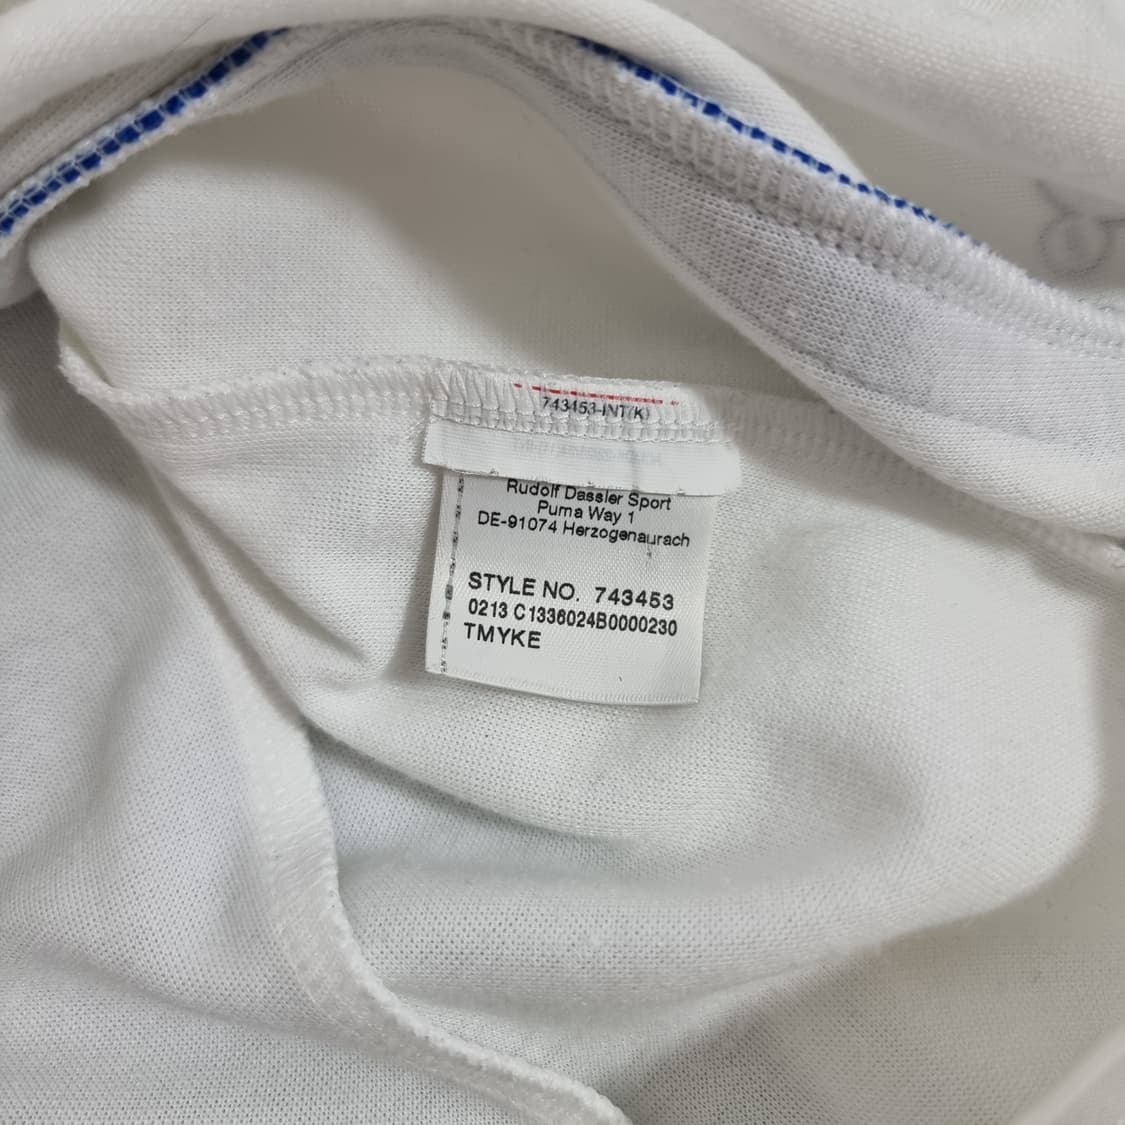 743453-INT(K)
Rudolf Dassler Sport
Puma Way 1
DE-91074 Herzogenaurach
STYLE NO. 743453
0213 C1336024B0000230
TMYKE